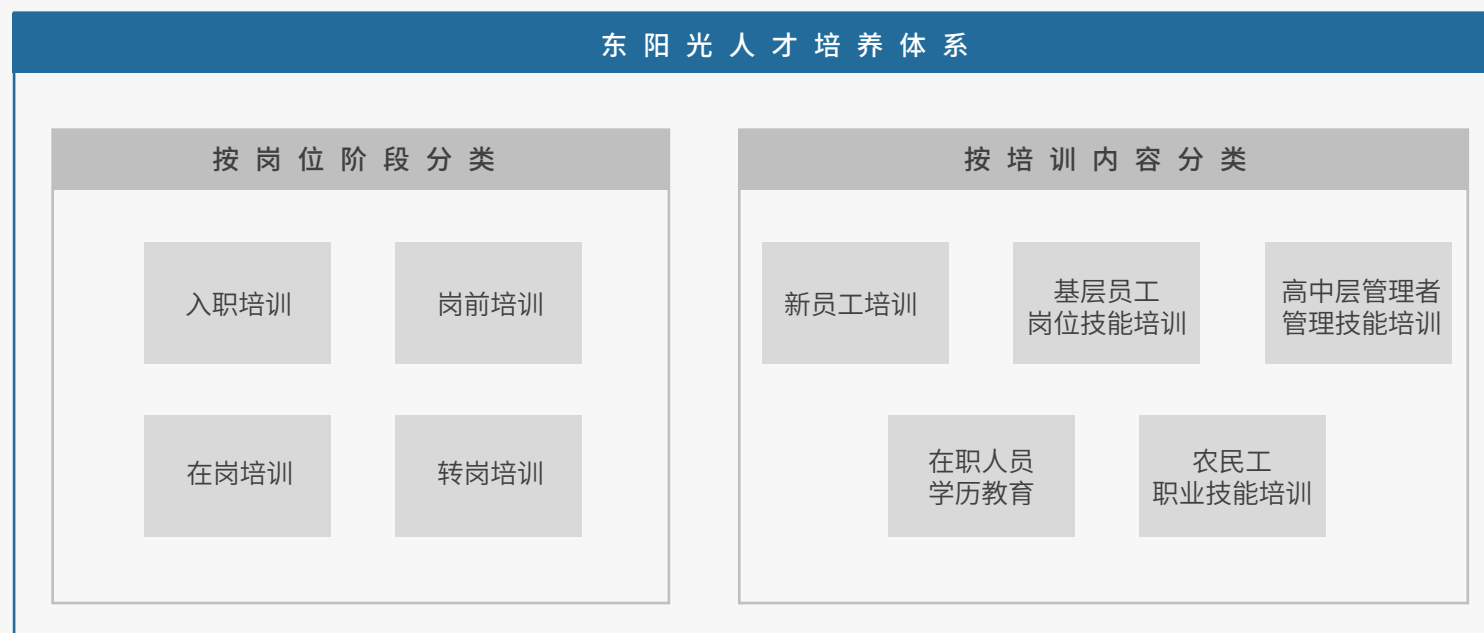 东阳光人才培养体系
按岗位阶段分类
入职培训
岗前培训
在岗培训
转岗培训
按培训内容分类
新员工培训
基层员工
岗位技能培训
高中层管理者
管理技能培训
在职人员
学历教育
农民工
职业技能培训